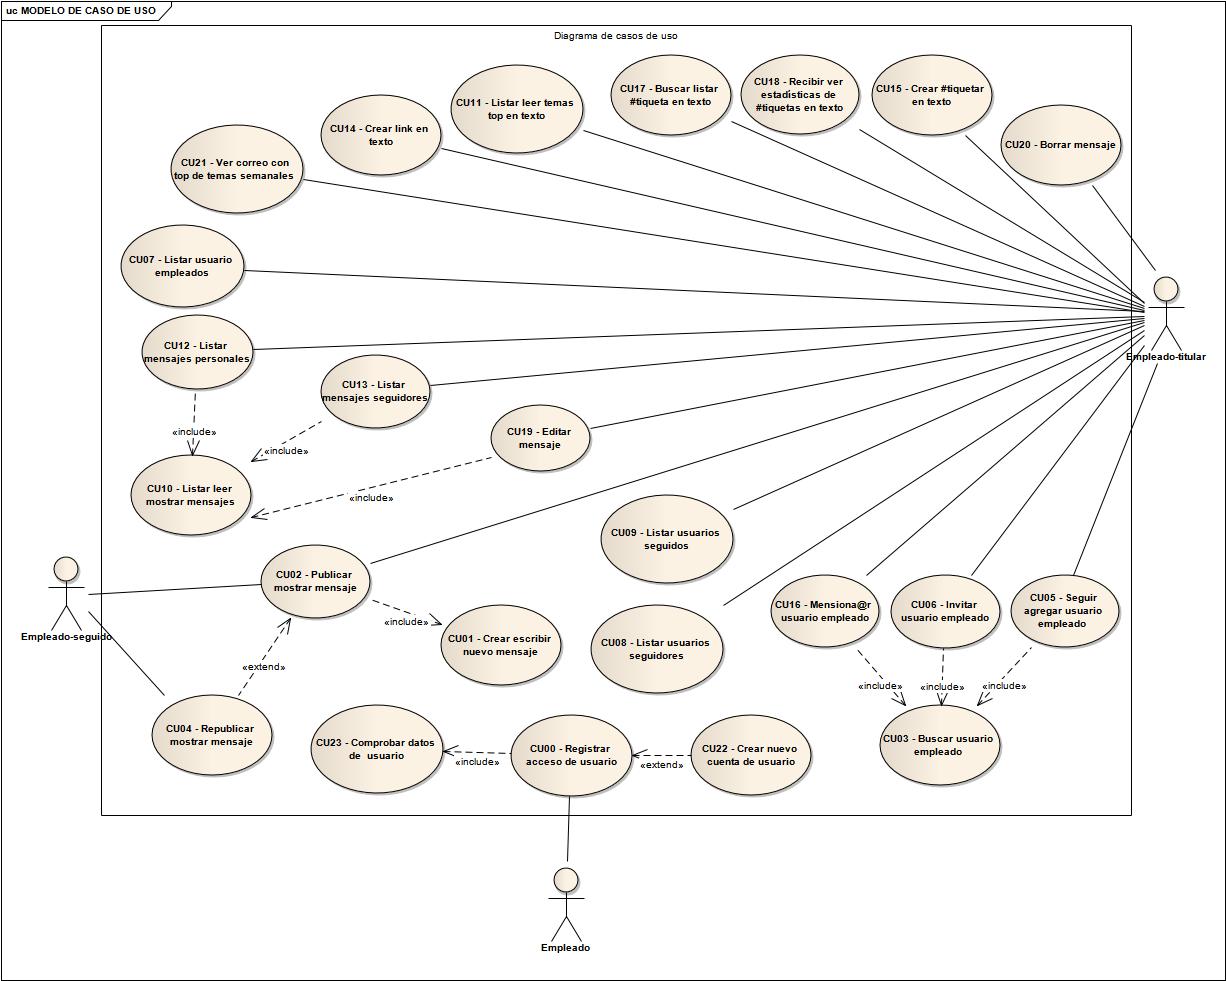 uc MODELO DE CASO DE USO
Diagrama de casos de uso
CU17 - Buscar listar
#tiqueta en texto
CU18 - Recibir ver
estadísticas de
#tiquetas en texto
CU15 - Crear #tiquetar
en texto
CU11 - Listar leer temas
top en texto
CU14 - Crear link en
texto
CU20 - Borrar mensaje
CU21 - Ver correo con
top de temas semanales
CU07 - Listar usuario
empleados
CU12 - Listar
mensajes personales
Empleado-titular
CU13 - Listar
mensajes seguidores
«include»
«include»
CU19 - Editar
mensaje
CU10 - Listar leer
mostrar mensajes
«include»
CU09 - Listar usuarios
seguidos
CU02 - Publicar
mostrar mensaje
CU16 - Mensiona@r
usuario empleado
CU06 - Invitar
usuario empleado
CU05 - Seguir
agregar usuario
empleado
Empleado-seguido
«include»
CU01 - Crear escribir
nuevo mensaje
CU08 - Listar usuarios
seguidores
«extend»
«include»
«include»
«include»
CU04 - Republicar
mostrar mensaje
CU23 - Comprobar datos
de usuario
«include»
CU00 - Registrar
acceso de usuario
«extend»
CU22 - Crear nuevo
cuenta de usuario
CU03 - Buscar usuario
empleado
Empleado